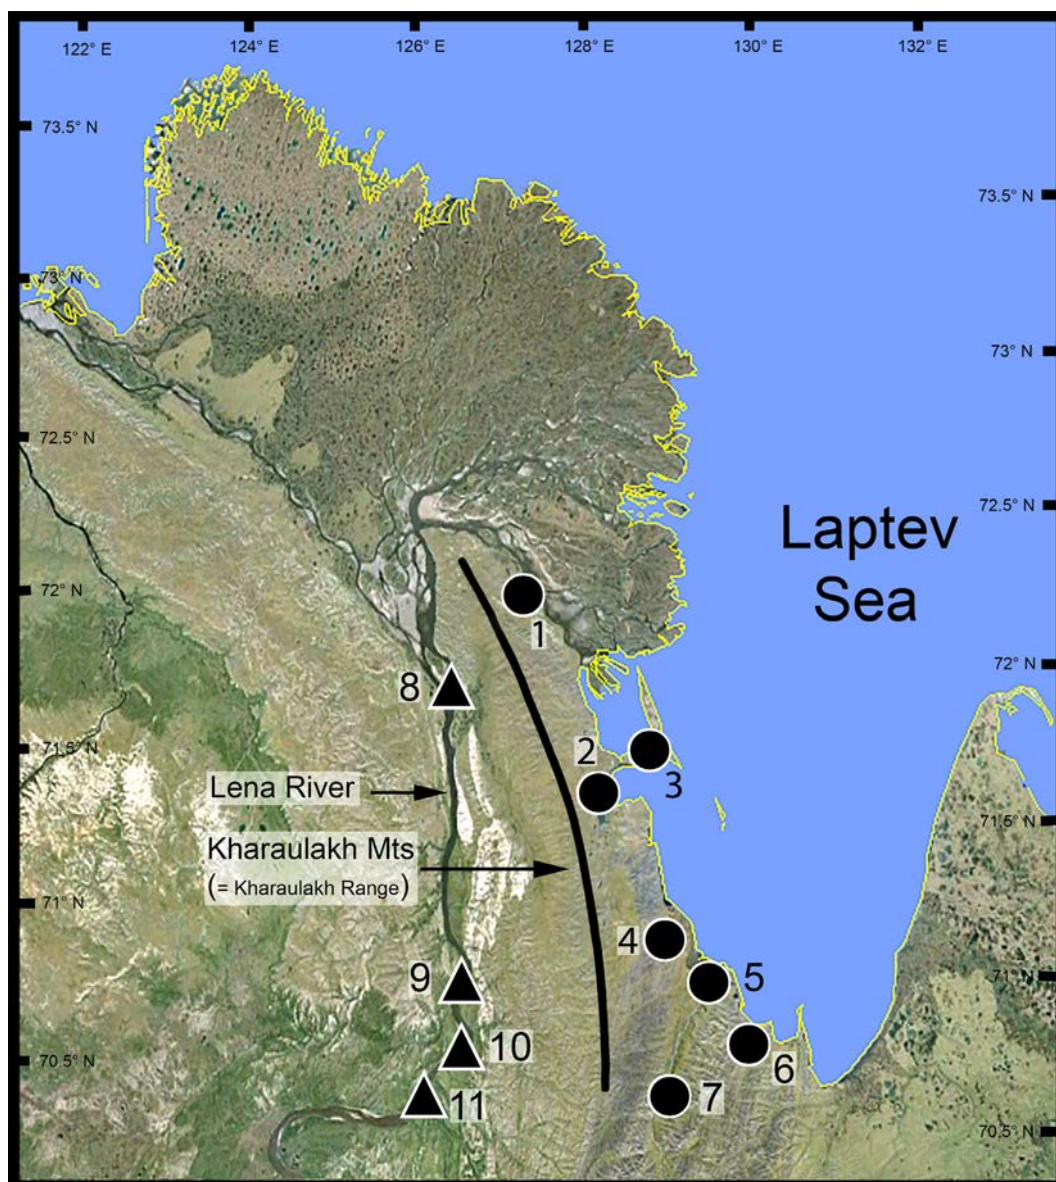 122° E
124° E
126° E
128° E
130° E
132° E
73.5° N
73.5° N
73° N
73° N
72.5° N
72.5° N
Laptev
Sea
72° N
1
72° N
8
71.5° N
2
3
Lena River
71.5° N
Kharaulakh Mts
(= Kharaulakh Range)
71° N
4
9
5
71° N
10
6
70.5° N
11
7
70.5° N